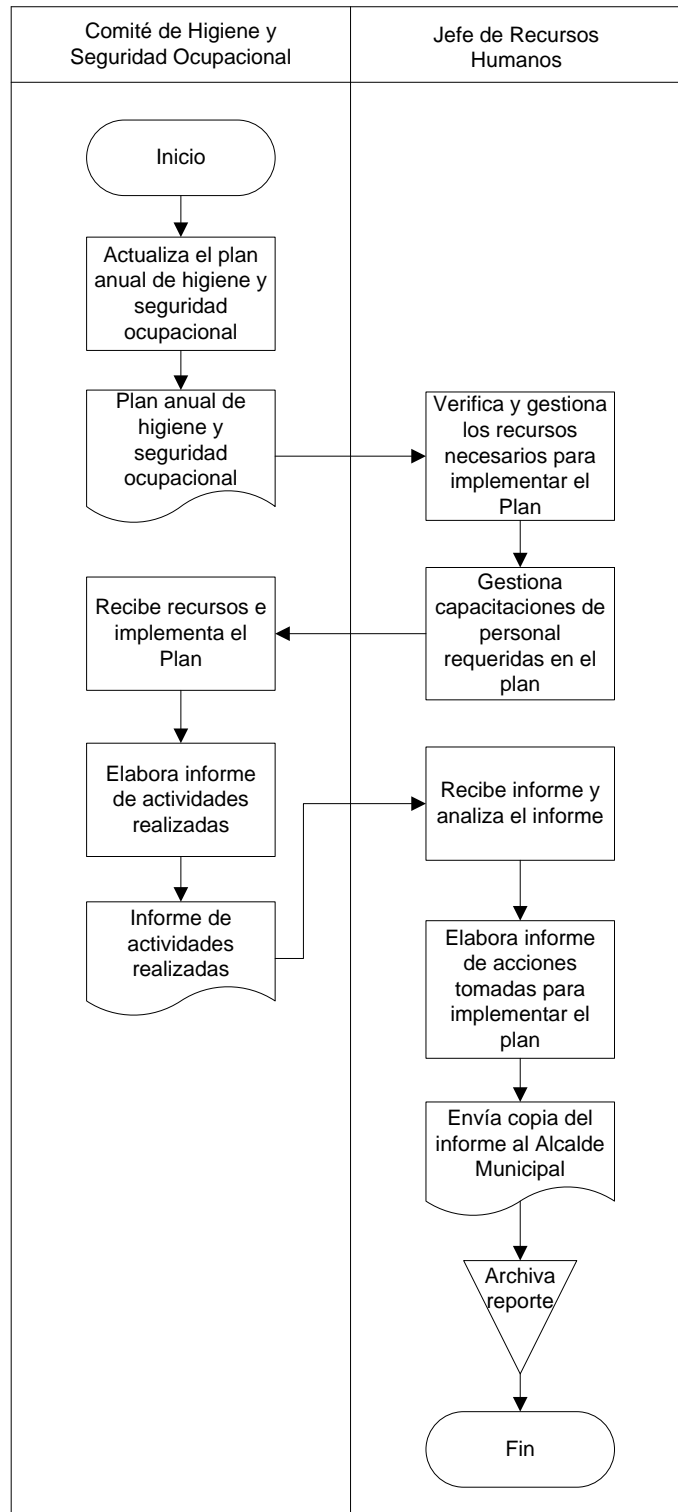 Comité de Higiene y
Seguridad Ocupacional
Jefe de Recursos
Humanos
Inicio
Actualiza el plan
anual de higiene y
seguridad
ocupacional
Plan anual de
higiene y
seguridad
ocupacional
Verifica y gestiona
los recursos
necesarios para
implementar el
Plan
Gestiona
capacitaciones de
personal
requeridas en el
plan
Recibe recursos e
implementa el
Plan
Elabora informe
de actividades
realizadas
Informe de
actividades
realizadas
Recibe informe y
analiza el informe
Elabora informe
de acciones
tomadas para
implementar el
plan
Envía copia del
informe al Alcalde
Municipal
Archiva
reporte
Fin